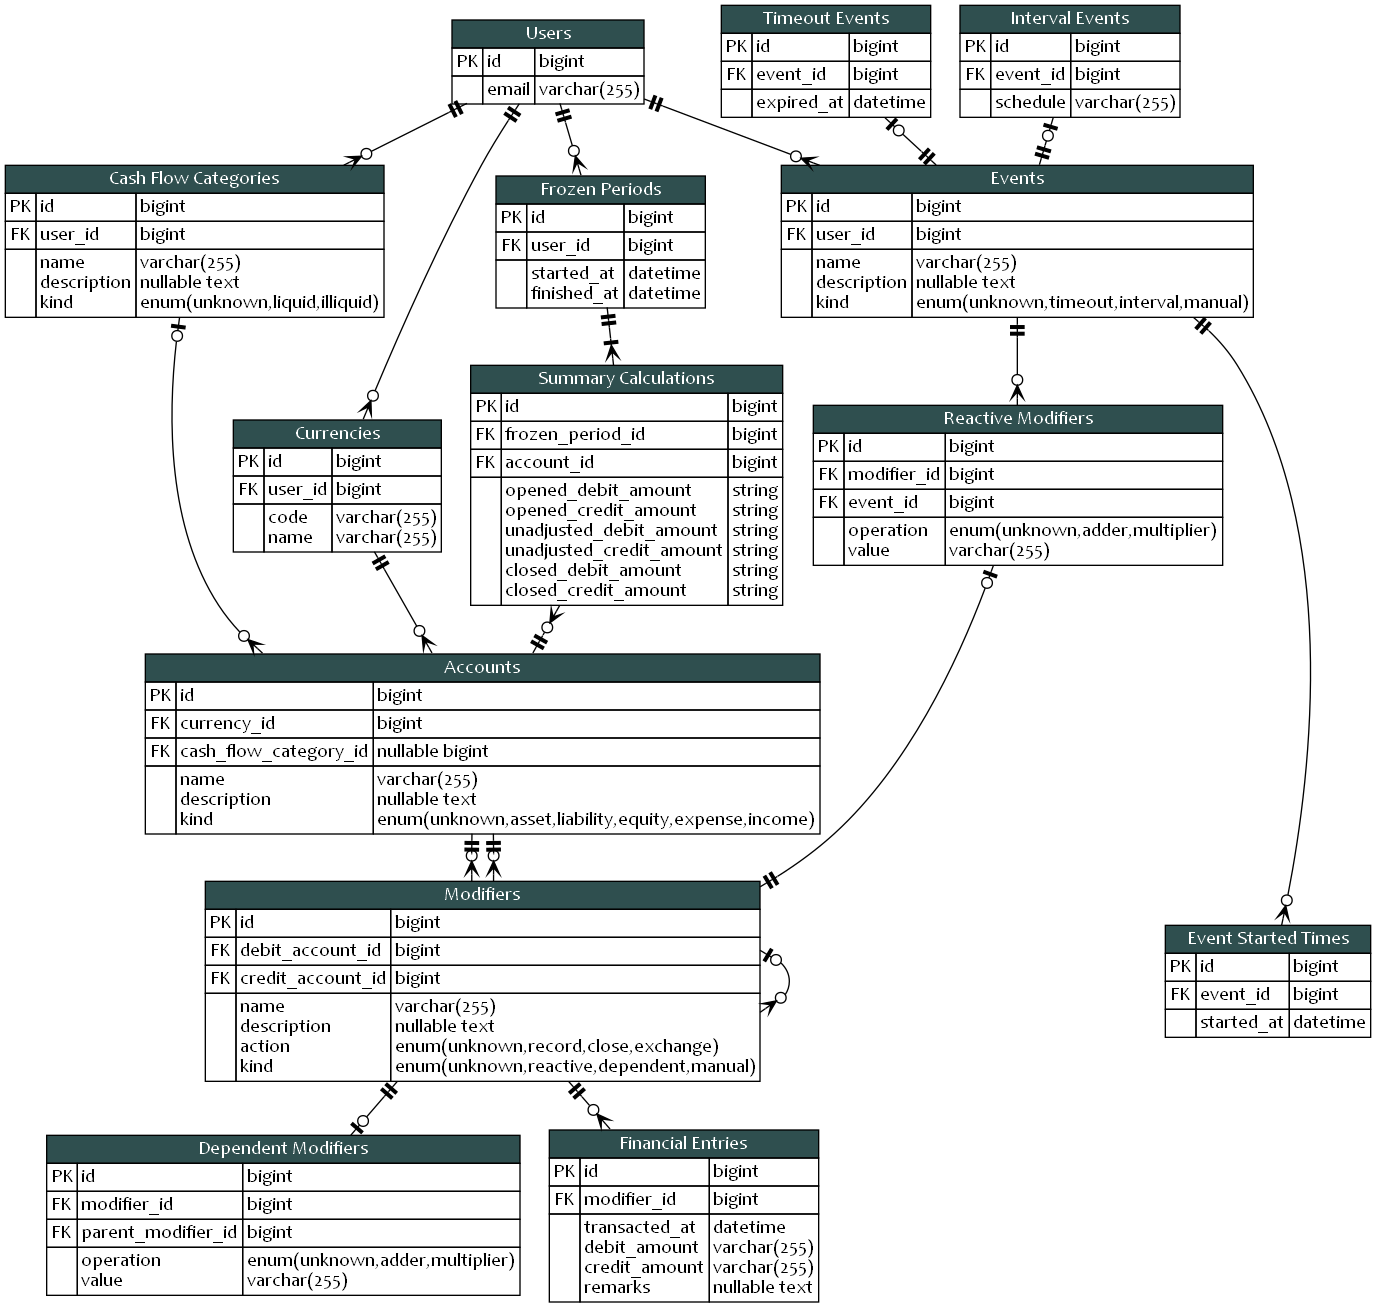 Users
PK id bigint
email varchar(255)
Timeout Events
PK id bigint
FK event_id bigint
expired_at datetime
Interval Events
PK id bigint
FK event_id bigint
schedule varchar(255)
Cash Flow Categories
PK id bigint
FK user_id bigint
name varchar(255)
description nullable text
kind enum(unknown,liquid,illiquid)
Frozen Periods
PK id bigint
FK user_id bigint
started_at datetime
finished_at datetime
Events
PK id bigint
FK user_id bigint
name varchar(255)
description nullable text
kind enum(unknown,timeout,interval,manual)
Currencies
PK id bigint
FK user_id bigint
code varchar(255)
name varchar(255)
Summary Calculations
PK id bigint
FK frozen_period_id bigint
FK account_id bigint
opened_debit_amount string
opened_credit_amount string
unadjusted_debit_amount string
unadjusted_credit_amount string
closed_debit_amount string
closed_credit_amount string
Reactive Modifiers
PK id bigint
FK modifier_id bigint
FK event_id bigint
operation enum(unknown,adder,multiplier)
value varchar(255)
Accounts
PK id bigint
FK currency_id bigint
FK cash_flow_category_id nullable bigint
name varchar(255)
description nullable text
kind enum(unknown,asset,liability,equity,expense,income)
Modifiers
PK id bigint
FK debit_account_id bigint
FK credit_account_id bigint
name varchar(255)
description nullable text
action enum(unknown,record,close,exchange)
kind enum(unknown,reactive,dependent,manual)
Event Started Times
PK id bigint
FK event_id bigint
started_at datetime
Dependent Modifiers
PK id bigint
FK modifier_id bigint
FK parent_modifier_id bigint
operation enum(unknown,adder,multiplier)
value varchar(255)
Financial Entries
PK id bigint
FK modifier_id bigint
transacted_at datetime
debit_amount varchar(255)
credit_amount varchar(255)
remarks nullable text